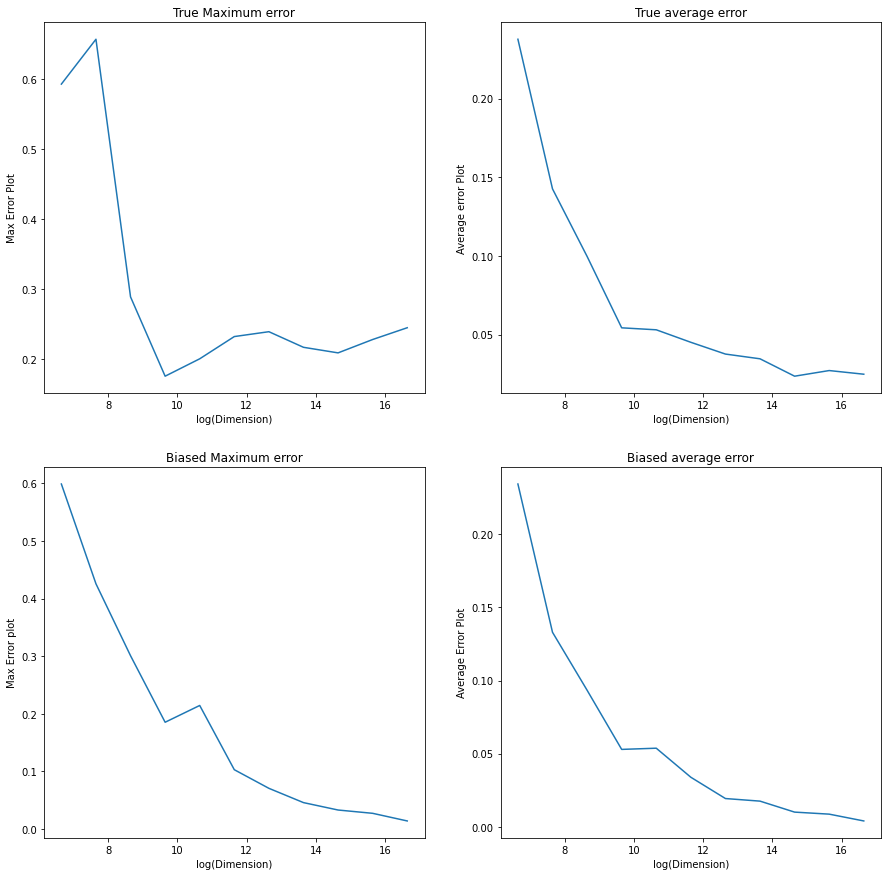 True Maximum error
Max Error Plot
0.6
0.5
0.4
0.3
0.2
8 10 12 14 16
log(Dimension)
True average error
Average error Plot
0.20
0.15
0.10
0.05
8 10 12 14 16
log(Dimension)
Biased Maximum error
Max Error plot
0.6
0.5
0.4
0.3
0.2
0.1
0.0
8 10 12 14 16
log(Dimension)
Biased average error
Average Error Plot
0.20
0.15
0.10
0.05
0.00
8 10 12 14 16
log(Dimension)